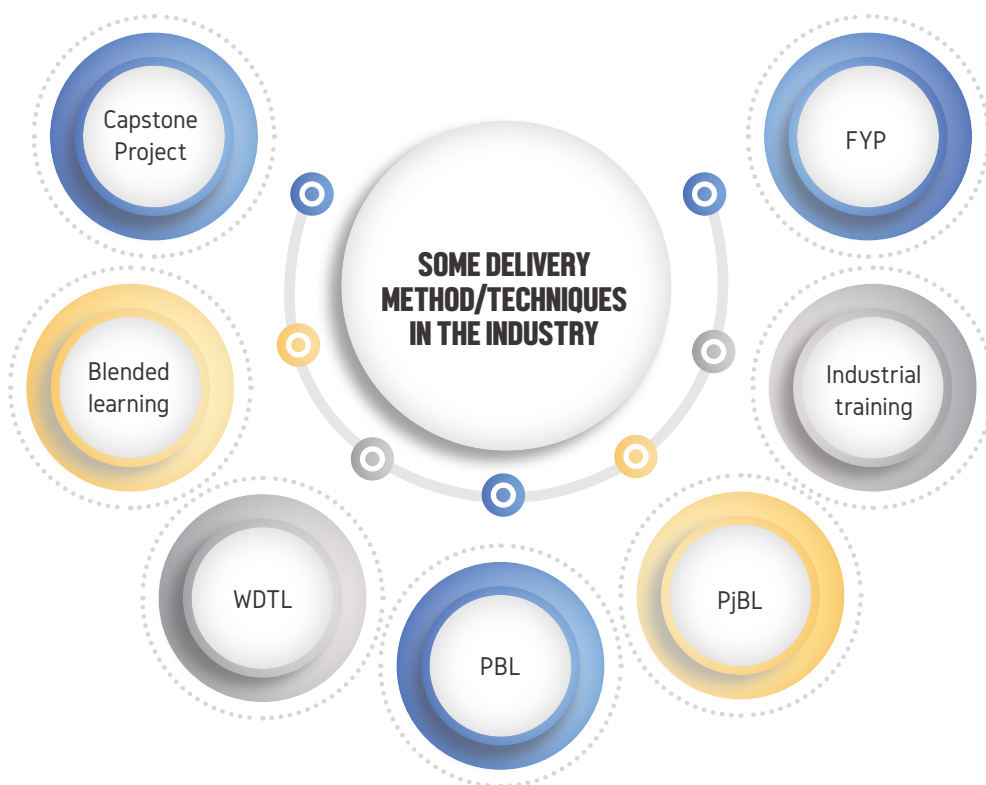 Capstone
Project
FYP
SOME DELIVERY
METHOD/TECHNIQUES
IN THE INDUSTRY
Blended
learning
Industrial
training
WDTL
PjBL
PBL